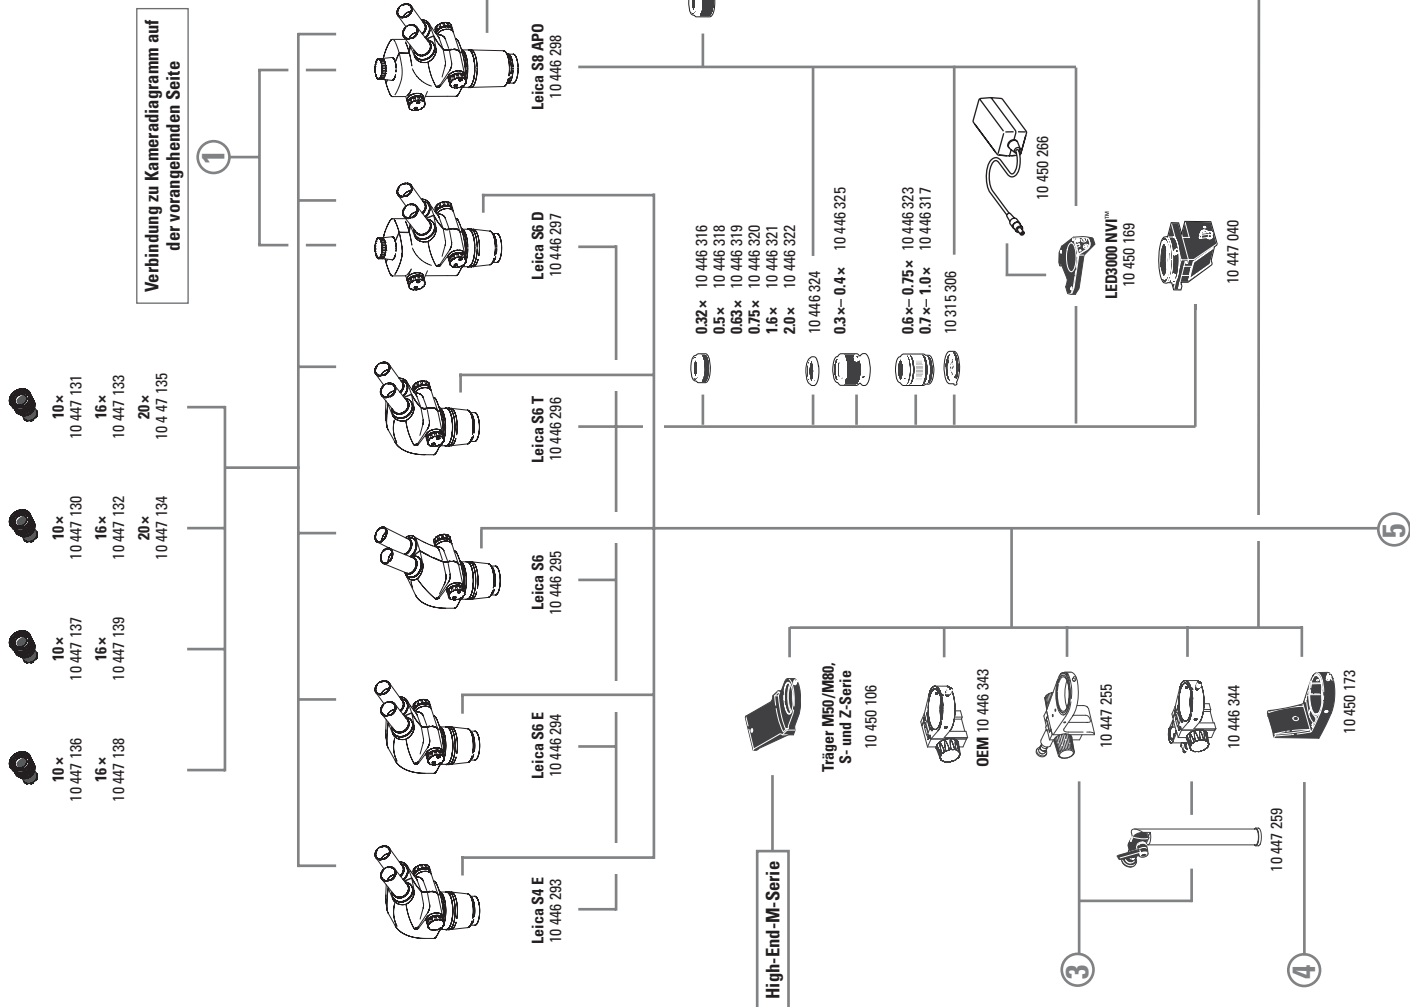 10×
10 447 136
16×
10 447 138
10×
10 447 137
16×
10 447 139
10×
10 447 130
16×
10 447 132
20×
10 447 134
10×
10 447 131
16×
10 447 133
20×
10 4 47 135
Verbindung zu Kameradiagramm auf
der vorangehenden Seite
1
Leica S4 E
10 446 293
Leica S6 E
10 446 294
Leica S6
10 446 295
Leica S6 T
10 446 296
Leica S6 D
10 446 297
Leica S8 APO
10 446 298
0.32× 10 446 316
0.5× 10 446 318
0.63× 10 446 319
0.75× 10 446 320
1.6× 10 446 321
2.0× 10 446 322
10 446 324
0.3×–0.4× 10 446 325
0.6×–0.75× 10 446 323
0.7×–1.0× 10 446 317
10 315 306
10 450 266
LED3000 NVI™
10 450 169
10 447 040
High-End-M-Serie
Träger M50/M80,
S- und Z-Serie
10 450 106
OEM 10 446 343
10 447 255
10 446 344
10 450 173
10 447 259
3
4
5